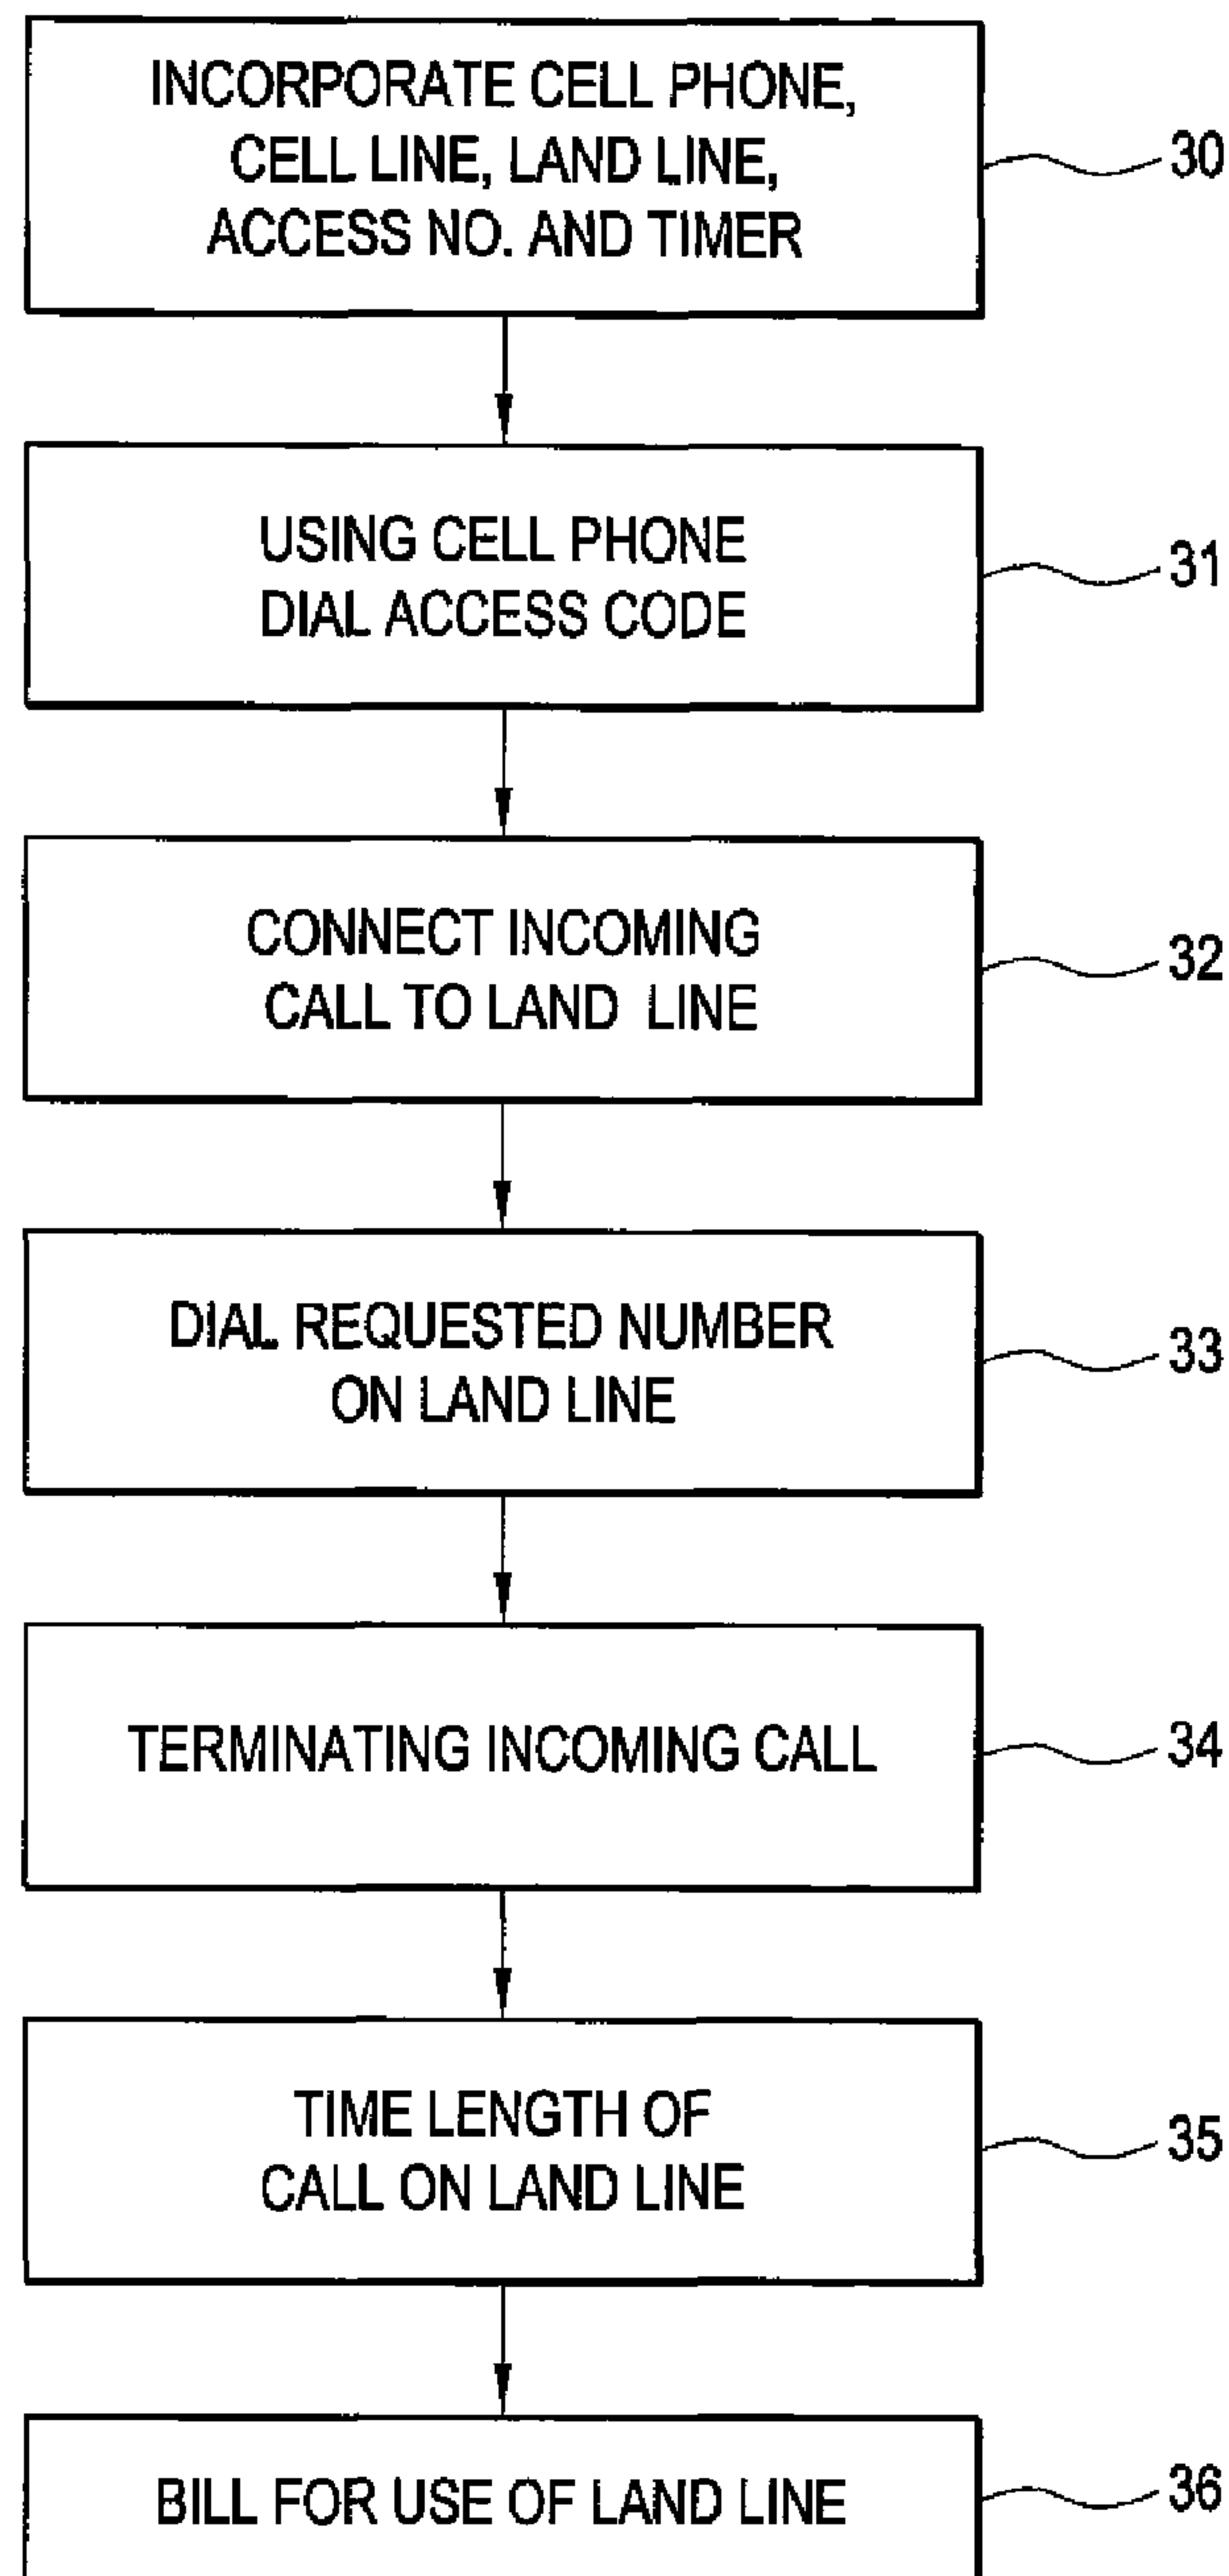 INCORPORATE CELL PHONE,
CELL LINE, LAND LINE,
ACCESS NO. AND TIMER
30
USING CELL PHONE
DIAL ACCESS CODE
31
CONNECT INCOMING
CALL TO LAND LINE
32
DIAL REQUESTED NUMBER
ON LAND LINE
33
TERMINATING INCOMING CALL
34
TIME LENGTH OF
CALL ON LAND LINE
35
BILL FOR USE OF LAND LINE
36